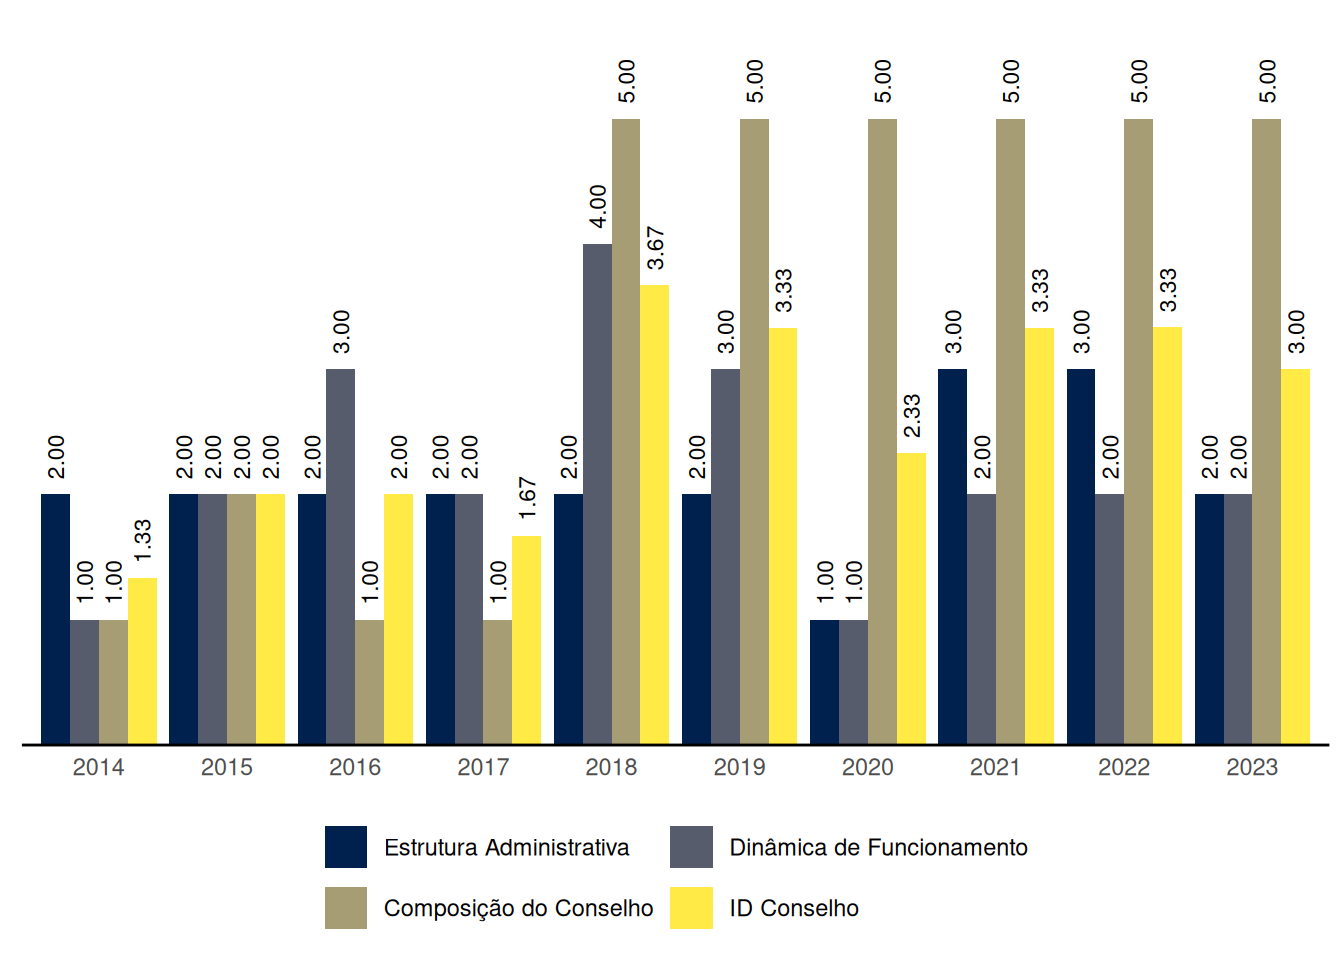 2.00 1.00 1.00 1.33 2.00 2.00 2.00 2.00 2.00 3.00 1.00 2.00 2.00 2.00 1.00 1.67 2.00 4.00 5.00 3.67 2.00 3.00 5.00 3.33 1.00 1.00 5.00 2.33 3.00 2.00 5.00 3.33 3.00 2.00 5.00 3.33 2.00 2.00 5.00 3.00
2014 2015 2016 2017 2018 2019 2020 2021 2022 2023
Estrutura Administrativa Dinâmica de Funcionamento
Composição do Conselho ID Conselho